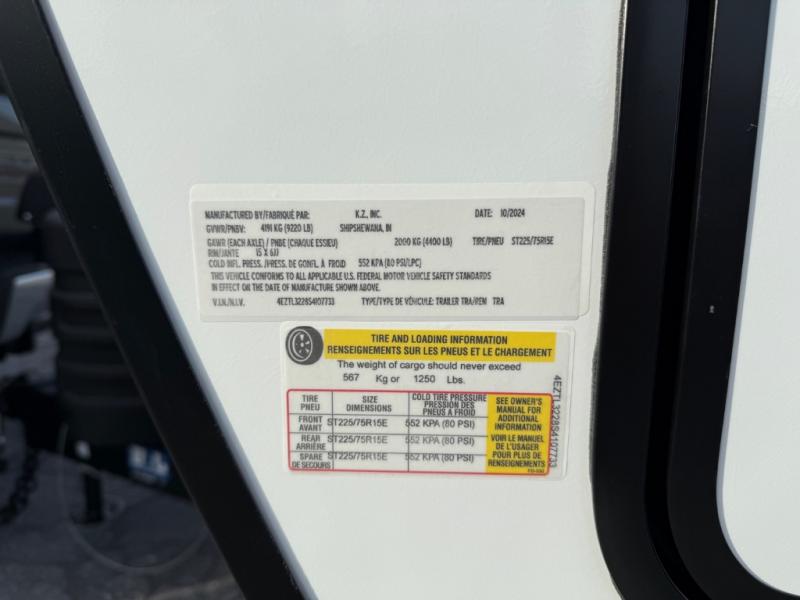 MANUFACTURED BY/FABRIQUÉ PAR: K.Z., INC. DATE: 10/2024
GVWR/PNBV: 4191 KG (9220 LB) SHIPSHEWANA, IN
GAWR (EACH AXLE) / PNBE (CHAQUE ESSIEU) 2000 KG (4400 LB) TIRE/PNEU ST225/75R15E
RIM/JANTE 15 X 6JJ
COLD INFL. PRESS. /PRESS. DE GONFL. À FROID 552 KPA (80 PSI/LPC)
THIS VEHICLE CONFORMS TO ALL APPLICABLE U.S. FEDERAL MOTOR VEHICLE SAFETY STANDARDS
IN EFFECT ON THE DATE OF MANUFACTURE SHOWN ABOVE.
V.I.N./N.I.V. 4EZTL3228S4107733 TYPE/TYPE DE VÉHICULE: TRAILER TRA/REM TRA
TIRE AND LOADING INFORMATION
RENSEIGNEMENTS SUR LES PNEUS ET LE CHARGEMENT
The weight of cargo should never exceed
567 Kg or 1250 Lbs.
TIRE PNEU SIZE DIMENSIONS COLD TIRE PRESSURE PRESSION DES PNEUS À FROID
FRONT AVANT ST225/75R15E 552 KPA (80 PSI)
REAR ARRIÈRE ST225/75R15E 552 KPA (80 PSI)
SPARE DE SECOURS ST225/75R15E 552 KPA (80 PSI)
SEE OWNER'S
MANUAL FOR
ADDITIONAL
INFORMATION
VOIR LE MANUEL
DE L'USAGER
POUR PLUS DE
RENSEIGNEMENTS
4EZTL3228S4107733